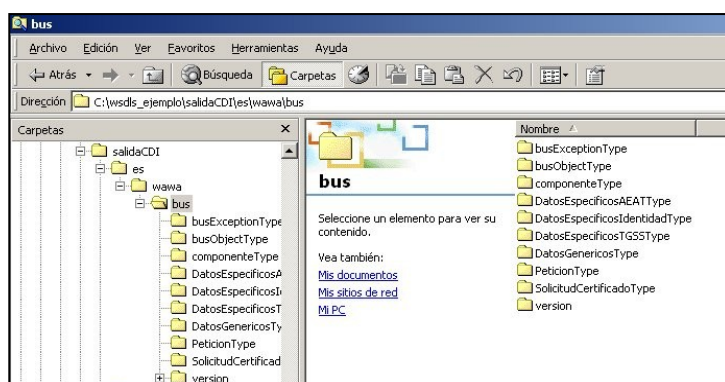 bus
Archivo Edición Ver Favoritos Herramientas Ayuda
Atrás Búsqueda Carpetas
Dirección C:\wsdls_ejemplo\salidaCDI\es\wawa\bus
Carpetas x
salidaCDI
es
wawa
bus
busExceptionType
busObjectType
componenteType
DatosEspecificosA
DatosEspecificosI
DatosEspecificosT
DatosGenericosTy
PeticionType
SolicitudCertificad
version
bus
Seleccione un elemento para ver su
contenido.
Vea también:
Mis documentos
Mis sitios de red
Mi PC
Nombre
busExceptionType
busObjectType
componenteType
DatosEspecificosAEATType
DatosEspecificosIdentidadType
DatosEspecificosTGSSType
DatosGenericosType
PeticionType
SolicitudCertificadoType
version